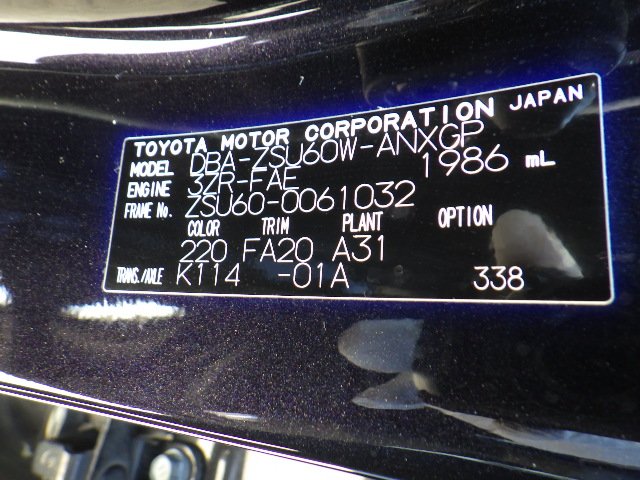 TOYOTA MOTOR CORPORATION JAPAN
MODEL DBA-ZSU60W-ANXGP
ENGINE 3ZR-FAE 1986 mL
FRAME No. ZSU60-0061032
COLOR TRIM PLANT OPTION
220 FA20 A31
TRANS./AXLE K114 -01A 338